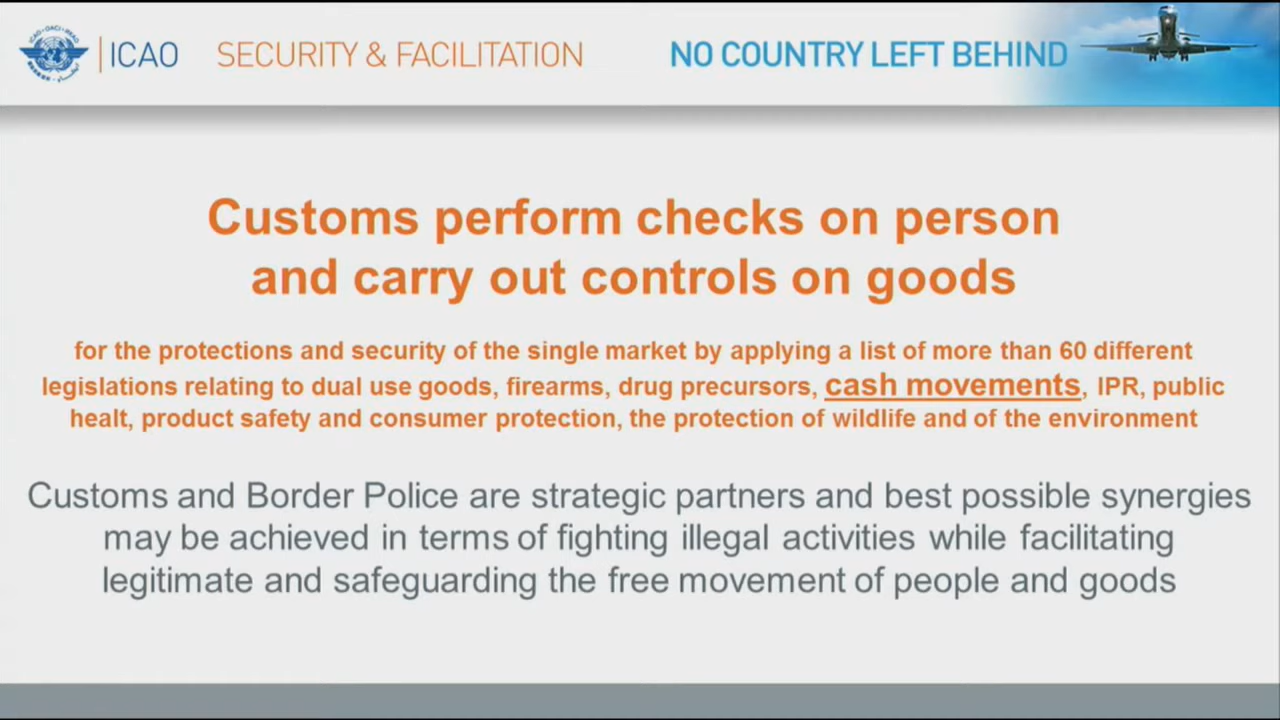 ICAO SECURITY & FACILITATION NO COUNTRY LEFT BEHIND
Customs perform checks on person
and carry out controls on goods
for the protections and security of the single market by applying a list of more than 60 different
legislations relating to dual use goods, firearms, drug precursors, cash movements, IPR, public
healt, product safety and consumer protection, the protection of wildlife and of the environment
Customs and Border Police are strategic partners and best possible synergies
may be achieved in terms of fighting illegal activities while facilitating
legitimate and safeguarding the free movement of people and goods